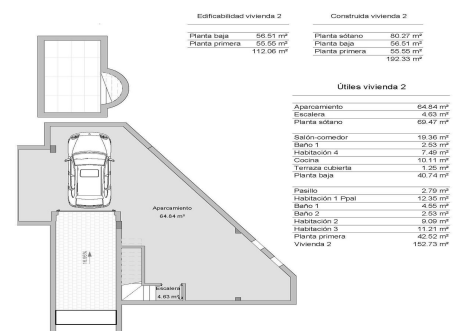 Edificabilidad vivienda 2
Planta baja 56.51 m²
Planta primera 55.55 m²
112.06 m²
Construida vivienda 2
Planta sótano 80.27 m²
Planta baja 56.51 m²
Planta primera 55.55 m²
192.33 m²
Útiles vivienda 2
Aparcamiento 64.84 m²
Escalera 4.63 m²
Planta sótano 69.47 m²
Salón-comedor 19.36 m²
Baño 1 2.53 m²
Habitación 4 7.49 m²
Cocina 10.11 m²
Terraza cubierta 1.25 m²
Planta baja 40.74 m²
Pasillo 2.79 m²
Habitación 1 Ppal 12.35 m²
Baño 1 4.55 m²
Baño 2 2.53 m²
Habitación 2 9.09 m²
Habitación 3 11.21 m²
Planta primera 42.52 m²
Vivienda 2 152.73 m²
Aparcamiento
64.84 m²
Escalera
4.63 m²